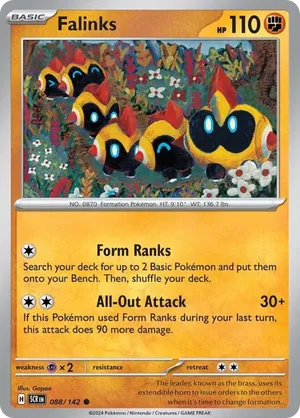 BASIC
Falinks
HP 110
NO. 0870 Formation Pokémon HT: 9'10" WT: 136.7 lbs.
Form Ranks
Search your deck for up to 2 Basic Pokémon and put them
onto your Bench. Then, shuffle your deck.
All-Out Attack 30+
If this Pokémon used Form Ranks during your last turn,
this attack does 90 more damage.
weakness ×2 resistance retreat
Illus. Gapao
H SCR EN 088/142
The leader, known as the brass, uses its
extendable horns to issue orders to the others
when it's time to change formations.
©2024 Pokémon / Nintendo / Creatures / GAME FREAK